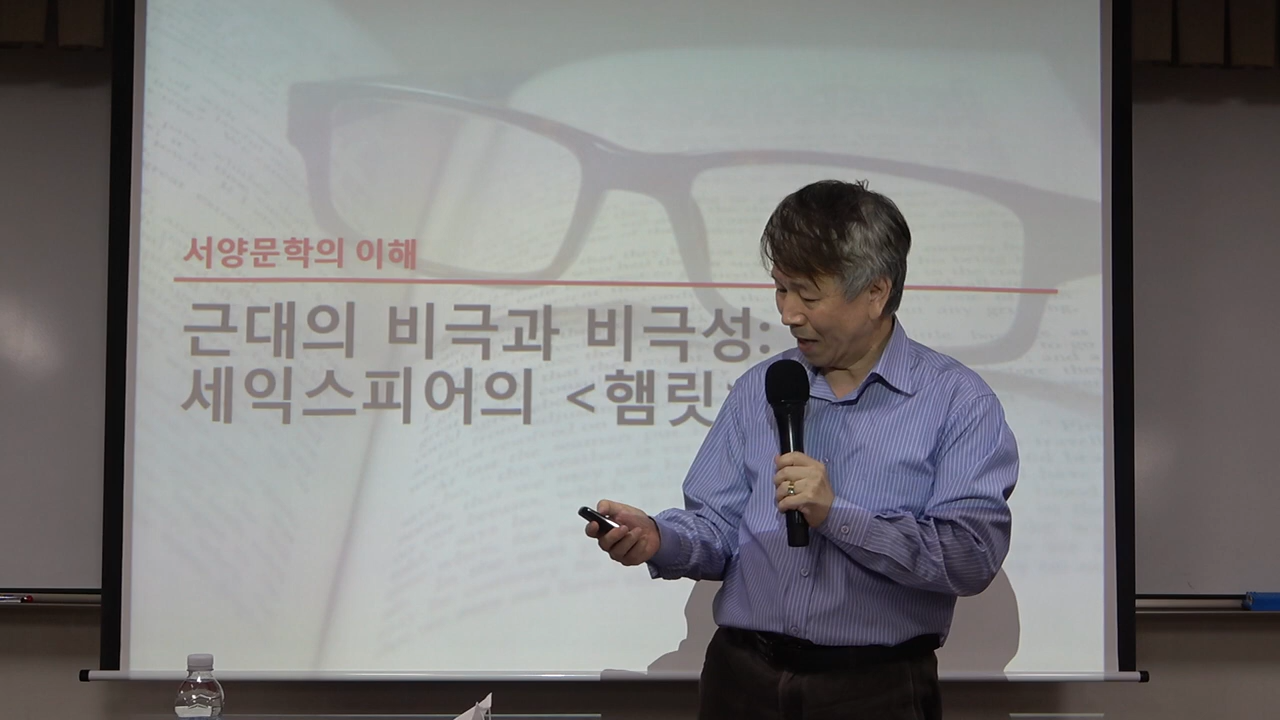 서양문학의 이해
근대의 비극과 비극성:
세익스피어의 <햄릿>